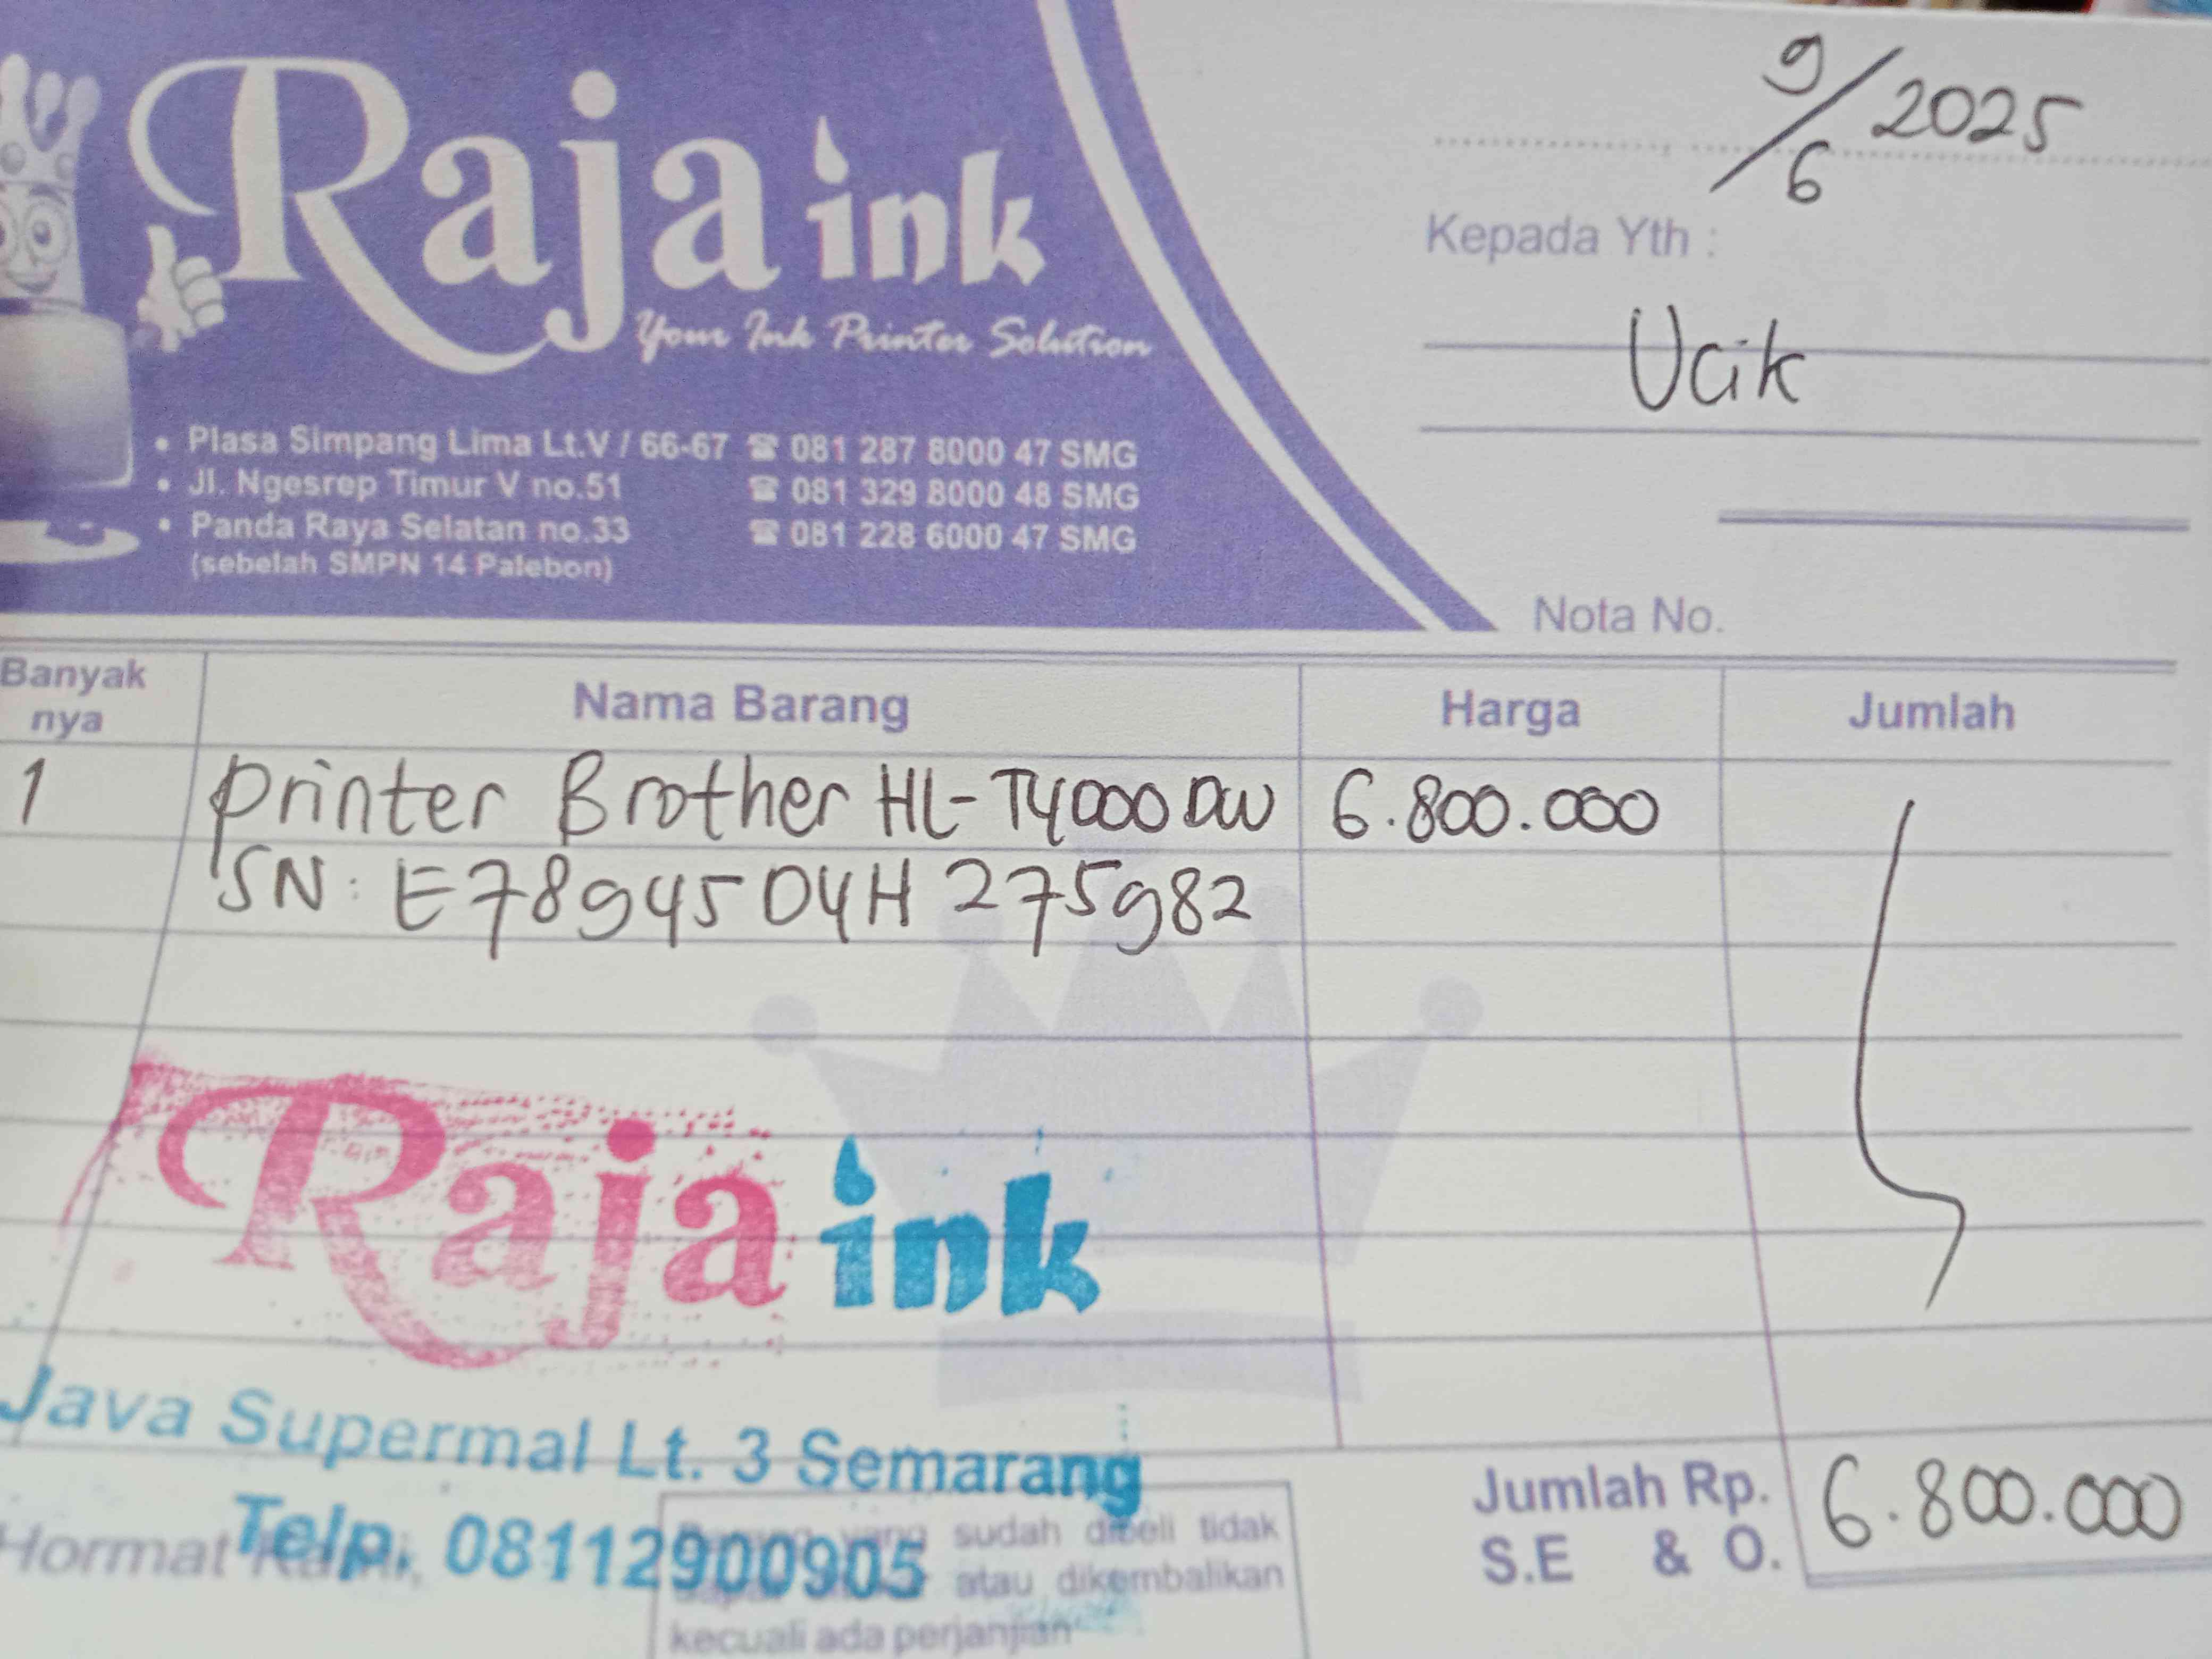 Raja ink
Your Ink Printer Solution
• Plasa Simpang Lima Lt.V / 66-67 ☎ 081 287 8000 47 SMG
• Jl. Ngesrep Timur V no.51 ☎ 081 329 8000 48 SMG
• Panda Raya Selatan no.33 ☎ 081 228 6000 47 SMG
(sebelah SMPN 14 Palebon)
9/6 2025
Kepada Yth :
Ucik
Nota No.
Banyak nya Nama Barang Harga Jumlah
1 Printer Brother HL-T4000DW 6.800.000
SN: E78945D4H275982
Raja ink
Java Supermal Lt. 3 Semarang
Telp. 08112900905
Hormat Kami,
Barang yang sudah dibeli tidak
atau dikembalikan
kecuali ada perjanjian
Jumlah Rp. 6.800.000
S.E & O.